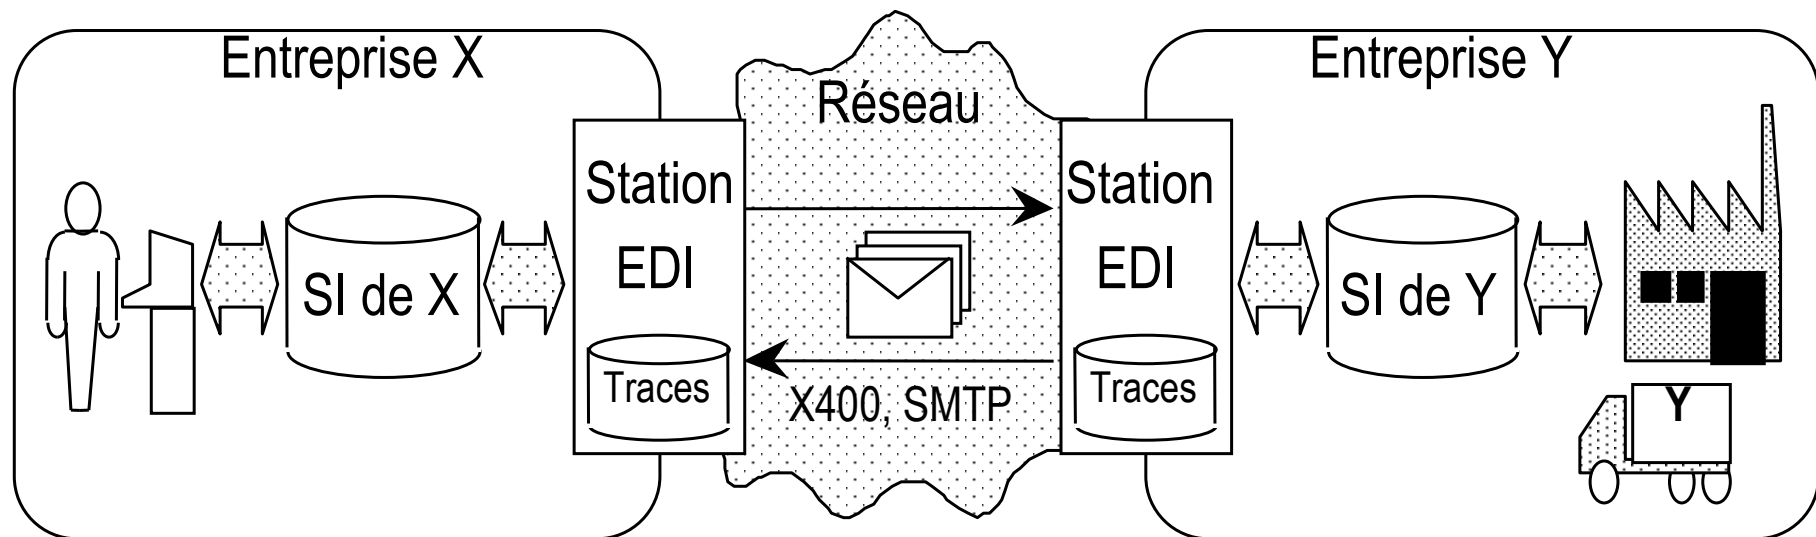 Entreprise X
Réseau
Entreprise Y
Station
EDI
Station
EDI
SI de X
SI de Y
Traces
X400, SMTP
Traces
Y